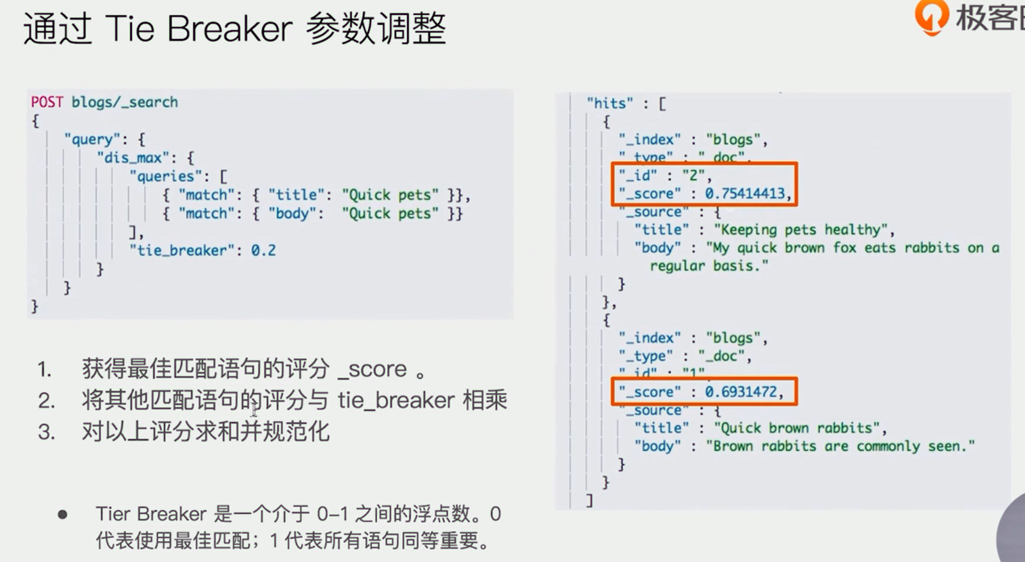 通过 Tie Breaker 参数调整
极客
POST blogs/_search
{
"query": {
"dis_max": {
"queries": [
{ "match": { "title": "Quick pets" }},
{ "match": { "body": "Quick pets" }}
],
"tie_breaker": 0.2
}
}
}
1. 获得最佳匹配语句的评分 _score 。
2. 将其他匹配语句的评分与 tie_breaker 相乘
3. 对以上评分求和并规范化
● Tier Breaker 是一个介于 0-1 之间的浮点数。0
代表使用最佳匹配；1 代表所有语句同等重要。
"hits" : [
{
"_index" : "blogs",
"_type" : "_doc",
"_id" : "2",
"_score" : 0.75414413,
"_source" : {
"title" : "Keeping pets healthy",
"body" : "My quick brown fox eats rabbits on a
regular basis."
}
},
{
"_index" : "blogs",
"_type" : "_doc",
"_id" : "1",
"_score" : 0.6931472,
"_source" : {
"title" : "Quick brown rabbits",
"body" : "Brown rabbits are commonly seen."
}
}
]